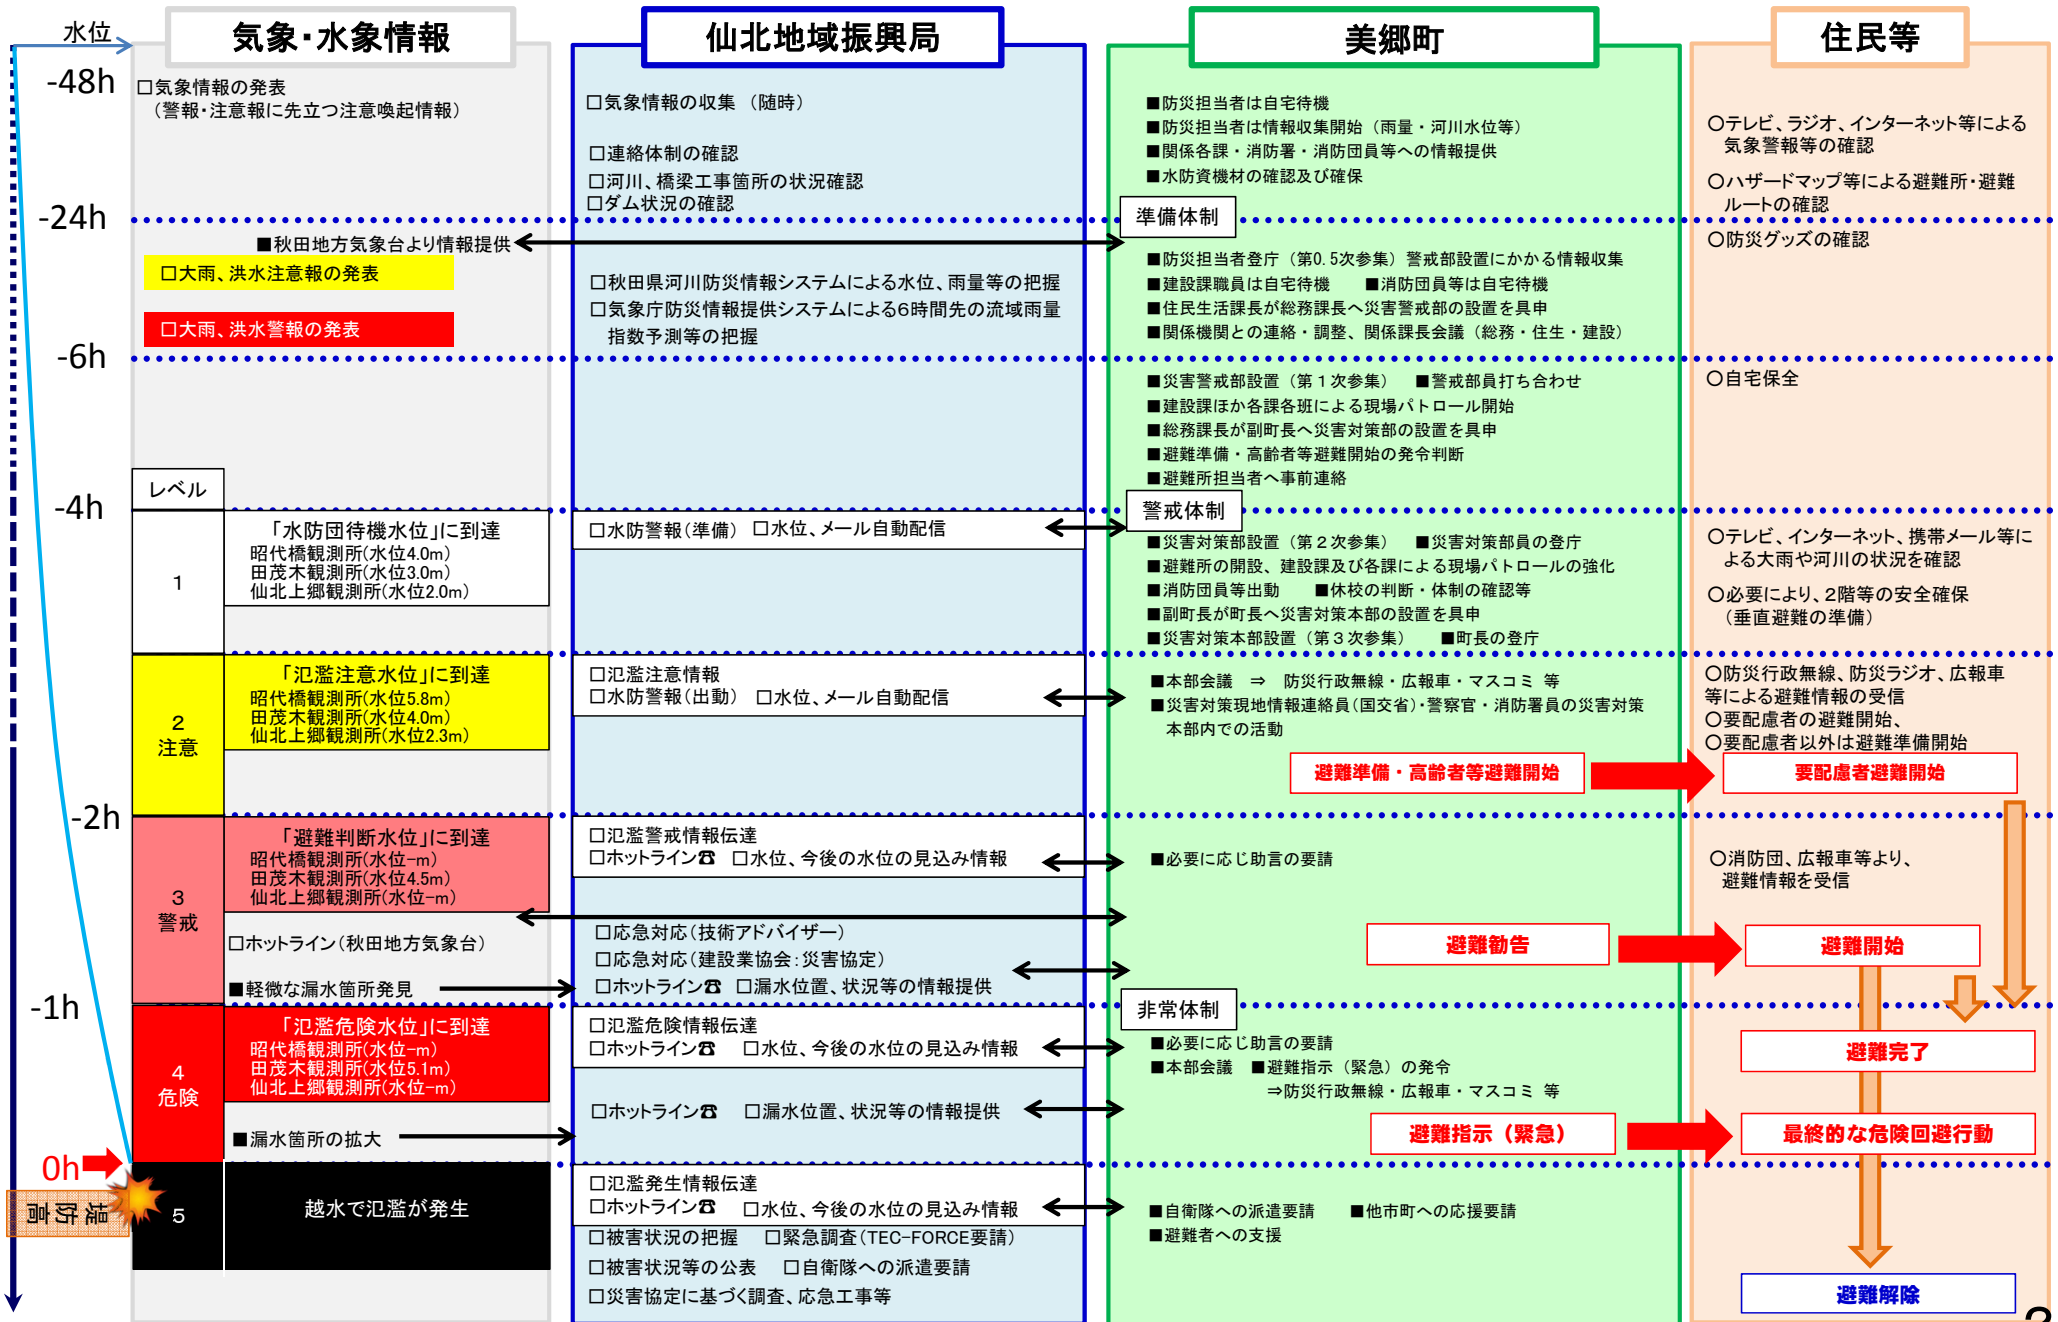 水位
気象・水象情報
仙北地域振興局
美郷町
住民等
-48h
□気象情報の発表
（警報・注意報に先立つ注意喚起情報）
□気象情報の収集 （随時）
□連絡体制の確認
□河川、橋梁工事箇所の状況確認
□ダム状況の確認
■防災担当者は自宅待機
■防災担当者は情報収集開始（雨量・河川水位等）
■関係各課・消防署・消防団員等への情報提供
■水防資機材の確認及び確保
○テレビ、ラジオ、インターネット等による
気象警報等の確認
○ハザードマップ等による避難所・避難
ルートの確認
-24h
準備体制
■秋田地方気象台より情報提供
□大雨、洪水注意報の発表
□大雨、洪水警報の発表
□秋田県河川防災情報システムによる水位、雨量等の把握
□気象庁防災情報提供システムによる6時間先の流域雨量
指数予測等の把握
■防災担当者登庁（第0.5次参集）警戒部設置にかかる情報収集
■建設課職員は自宅待機 ■消防団員等は自宅待機
■住民生活課長が総務課長へ災害警戒部の設置を具申
■関係機関との連絡・調整、関係課長会議（総務・住生・建設）
○防災グッズの確認
-6h
■災害警戒部設置（第１次参集） ■警戒部員打ち合わせ
■建設課ほか各課各班による現場パトロール開始
■総務課長が副町長へ災害対策部の設置を具申
■避難準備・高齢者等避難開始の発令判断
■避難所担当者へ事前連絡
○自宅保全
レベル
-4h
警戒体制
1
「水防団待機水位」に到達
昭代橋観測所(水位4.0m)
田茂木観測所(水位3.0m)
仙北上郷観測所(水位2.0m)
□水防警報(準備) □水位、メール自動配信
■災害対策部設置（第２次参集） ■災害対策部員の登庁
■避難所の開設、建設課及び各課による現場パトロールの強化
■消防団員等出動 ■休校の判断・体制の確認等
■副町長が町長へ災害対策本部の設置を具申
■災害対策本部設置（第３次参集） ■町長の登庁
○テレビ、インターネット、携帯メール等に
よる大雨や河川の状況を確認
○必要により、2階等の安全確保
（垂直避難の準備）
2
注意
「氾濫注意水位」に到達
昭代橋観測所(水位5.8m)
田茂木観測所(水位4.0m)
仙北上郷観測所(水位2.3m)
□氾濫注意情報
□水防警報(出動) □水位、メール自動配信
■本部会議 ⇒ 防災行政無線・広報車・マスコミ 等
■災害対策現地情報連絡員(国交省)・警察官・消防署員の災害対策
本部内での活動
避難準備・高齢者等避難開始
○防災行政無線、防災ラジオ、広報車
等による避難情報の受信
○要配慮者の避難開始、
○要配慮者以外は避難準備開始
要配慮者避難開始
-2h
3
警戒
「避難判断水位」に到達
昭代橋観測所(水位-m)
田茂木観測所(水位4.5m)
仙北上郷観測所(水位-m)
□ホットライン(秋田地方気象台)
■軽微な漏水箇所発見
□氾濫警戒情報伝達
□ホットライン☎ □水位、今後の水位の見込み情報
□応急対応(技術アドバイザー)
□応急対応(建設業協会:災害協定)
□ホットライン☎ □漏水位置、状況等の情報提供
■必要に応じ助言の要請
避難勧告
○消防団、広報車等より、
避難情報を受信
避難開始
-1h
非常体制
4
危険
「氾濫危険水位」に到達
昭代橋観測所(水位-m)
田茂木観測所(水位5.1m)
仙北上郷観測所(水位-m)
■漏水箇所の拡大
□氾濫危険情報伝達
□ホットライン☎ □水位、今後の水位の見込み情報
□ホットライン☎ □漏水位置、状況等の情報提供
■必要に応じ助言の要請
■本部会議 ■避難指示（緊急）の発令
⇒防災行政無線・広報車・マスコミ 等
避難指示（緊急）
避難完了
最終的な危険回避行動
0h
堤防高
5
越水で氾濫が発生
□氾濫発生情報伝達
□ホットライン☎ □水位、今後の水位の見込み情報
□被害状況の把握 □緊急調査(TEC-FORCE要請)
□被害状況等の公表 □自衛隊への派遣要請
□災害協定に基づく調査、応急工事等
■自衛隊への派遣要請 ■他市町への応援要請
■避難者への支援
避難解除